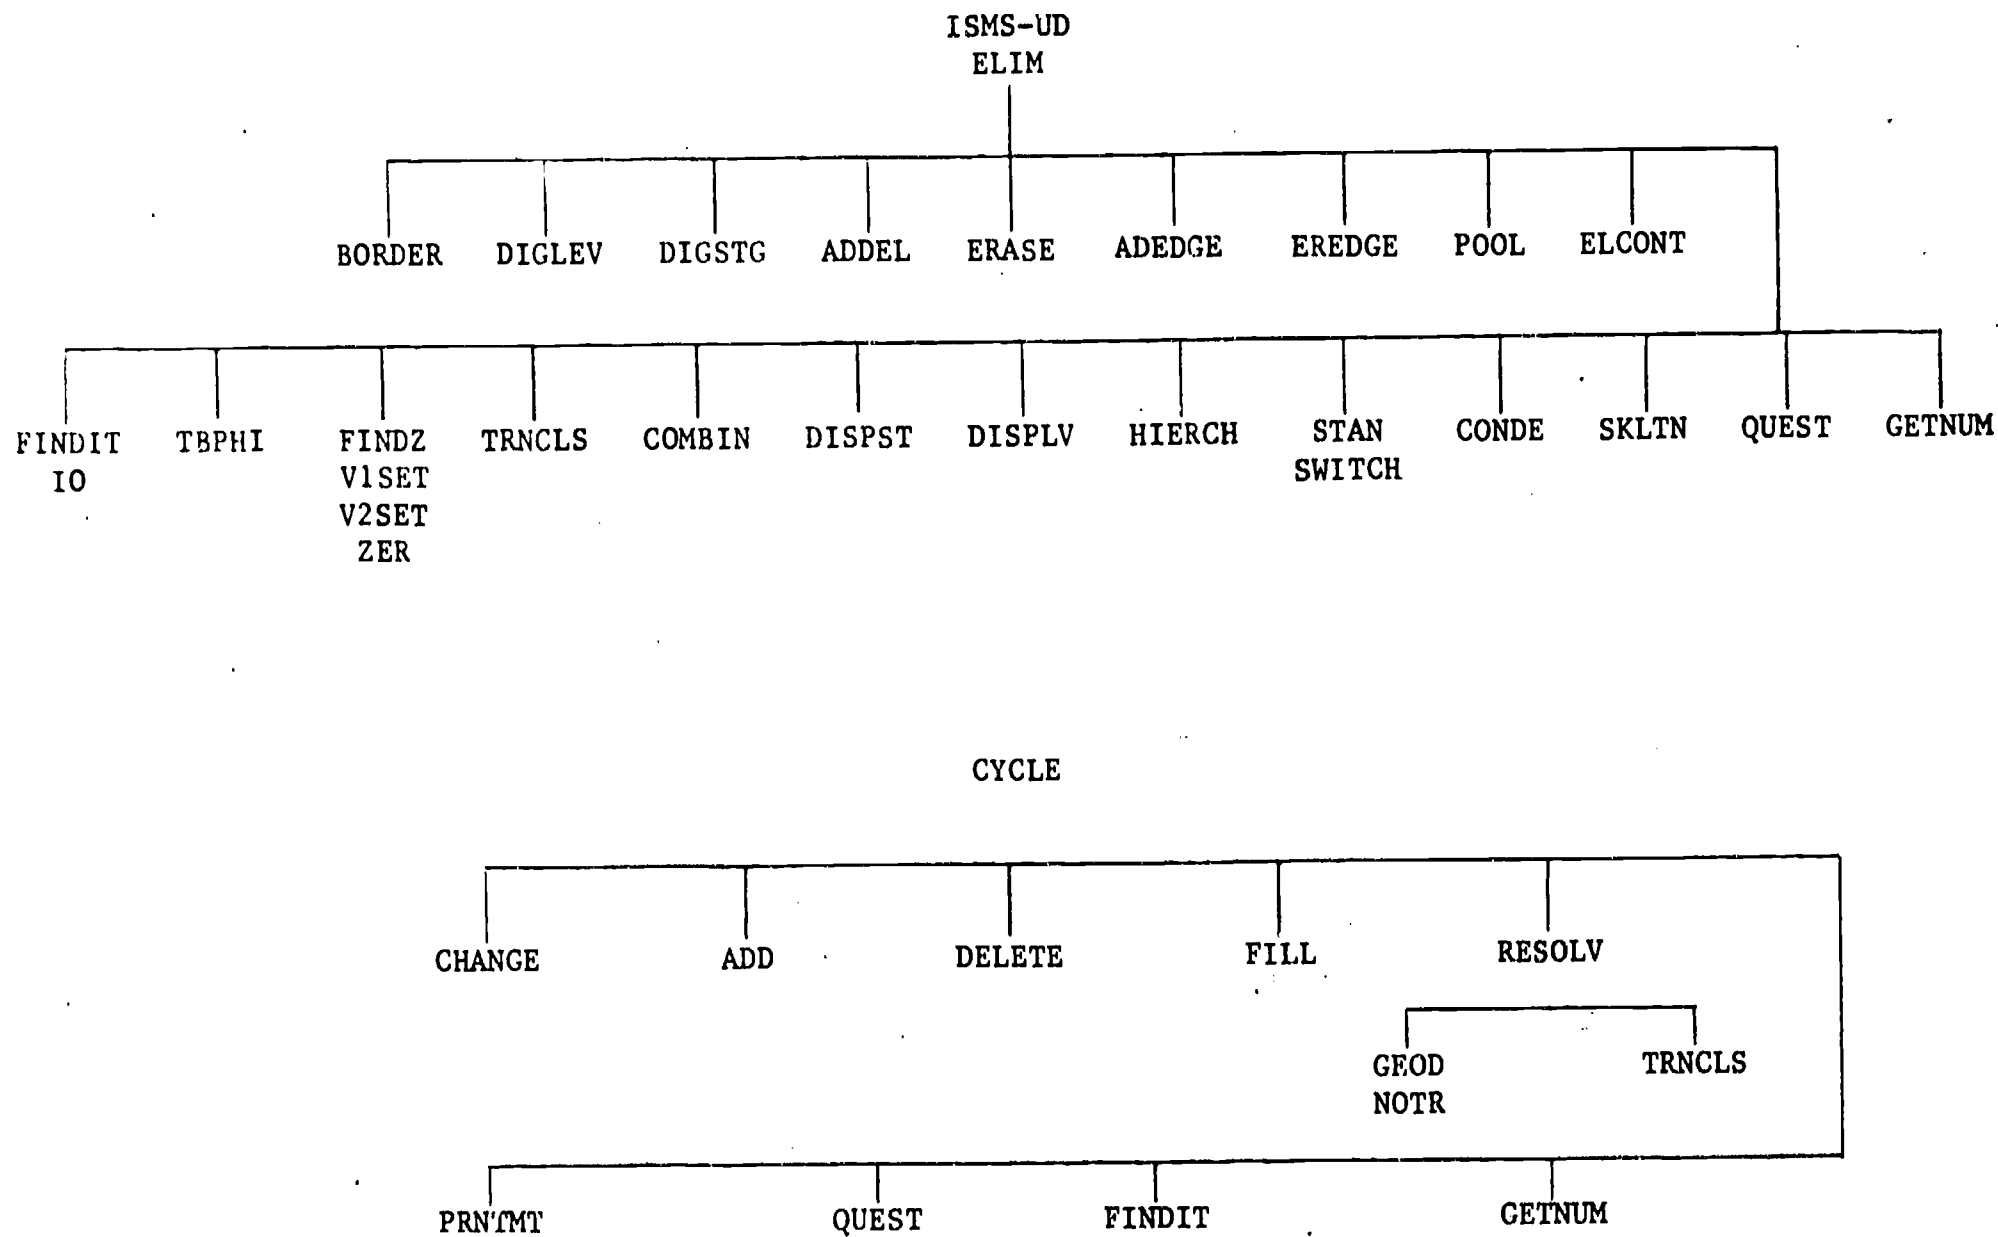 ISMS-UD
ELIM
BORDER DIGLEV DIGSTG ADDEL ERASE ADEDGE EREDGE POOL ELCONT
FINDIT TBPHI FINDZ TRNCLS COMBIN DISPST DISPLV HIERCH STAN CONDE SKLTN QUEST GETNUM
IO V1SET SWITCH
V2SET
ZER
CYCLE
CHANGE ADD DELETE FILL RESOLV
GEOD TRNCLS
NOTR
PRNTMT QUEST FINDIT GETNUM